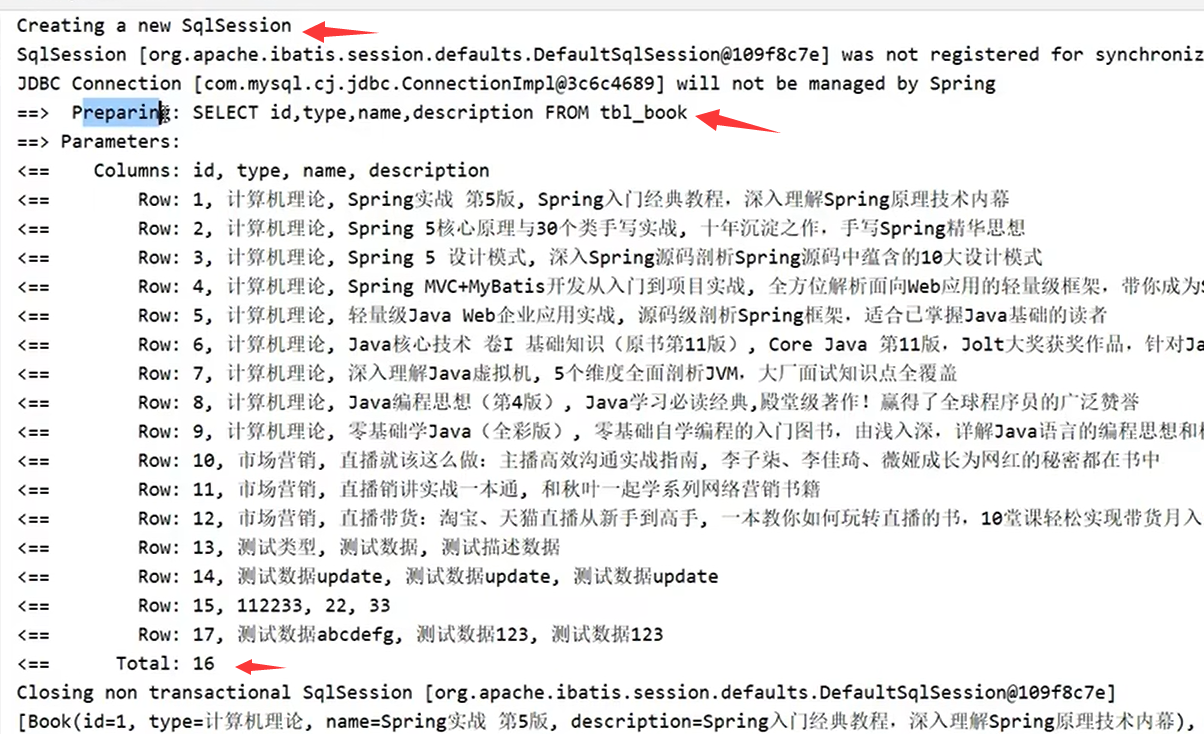 Creating a new SqlSession
SqlSession [org.apache.ibatis.session.defaults.DefaultSqlSession@109f8c7e] was not registered for synchroniz
JDBC Connection [com.mysql.cj.jdbc.ConnectionImpl@3c6c4689] will not be managed by Spring
==>  Preparing: SELECT id,type,name,description FROM tbl_book
==> Parameters:
<==    Columns: id, type, name, description
<==        Row: 1, 计算机理论, Spring实战 第5版, Spring入门经典教程，深入理解Spring原理技术内幕
<==        Row: 2, 计算机理论, Spring 5核心原理与30个类手写实战, 十年沉淀之作，手写Spring精华思想
<==        Row: 3, 计算机理论, Spring 5 设计模式, 深入Spring源码剖析Spring源码中蕴含的10大设计模式
<==        Row: 4, 计算机理论, Spring MVC+MyBatis开发从入门到项目实战, 全方位解析面向Web应用的轻量级框架，带你成为S
<==        Row: 5, 计算机理论, 轻量级Java Web企业应用实战, 源码级剖析Spring框架，适合已掌握Java基础的读者
<==        Row: 6, 计算机理论, Java核心技术 卷I 基础知识（原书第11版）, Core Java 第11版，Jolt大奖获奖作品，针对Ja
<==        Row: 7, 计算机理论, 深入理解Java虚拟机, 5个维度全面剖析JVM，大厂面试知识点全覆盖
<==        Row: 8, 计算机理论, Java编程思想（第4版）, Java学习必读经典,殿堂级著作！赢得了全球程序员的广泛赞誉
<==        Row: 9, 计算机理论, 零基础学Java（全彩版）, 零基础自学编程的入门图书，由浅入深，详解Java语言的编程思想和
<==        Row: 10, 市场营销, 直播就该这么做：主播高效沟通实战指南, 李子柒、李佳琦、薇娅成长为网红的秘密都在书中
<==        Row: 11, 市场营销, 直播销讲实战一本通, 和秋叶一起学系列网络营销书籍
<==        Row: 12, 市场营销, 直播带货：淘宝、天猫直播从新手到高手, 一本教你如何玩转直播的书，10堂课轻松实现带货月入
<==        Row: 13, 测试类型, 测试数据, 测试描述数据
<==        Row: 14, 测试数据update, 测试数据update, 测试数据update
<==        Row: 15, 112233, 22, 33
<==        Row: 17, 测试数据abcdefg, 测试数据123, 测试数据123
<==      Total: 16
Closing non transactional SqlSession [org.apache.ibatis.session.defaults.DefaultSqlSession@109f8c7e]
[Book(id=1, type=计算机理论, name=Spring实战 第5版, description=Spring入门经典教程，深入理解Spring原理技术内幕),